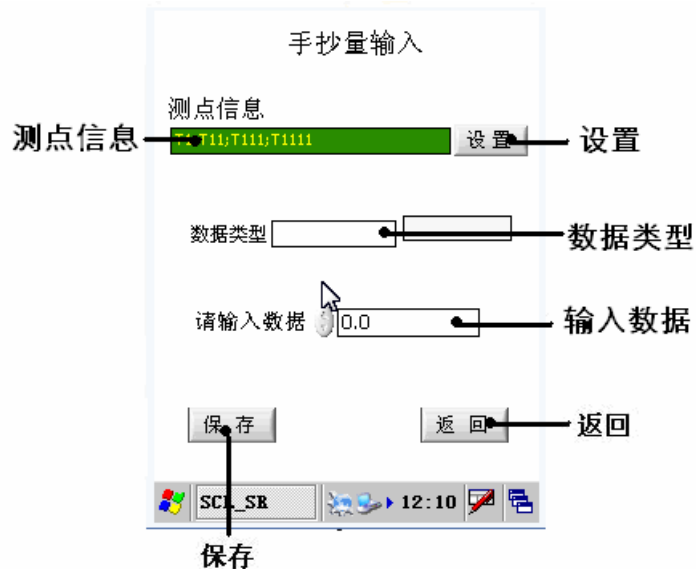 手抄量输入
测点信息
测点信息
T1;T11;T111;T1111
设置
设置
数据类型
数据类型
请输入数据
0.0
输入数据
保存
返回
返回
12:10
保存